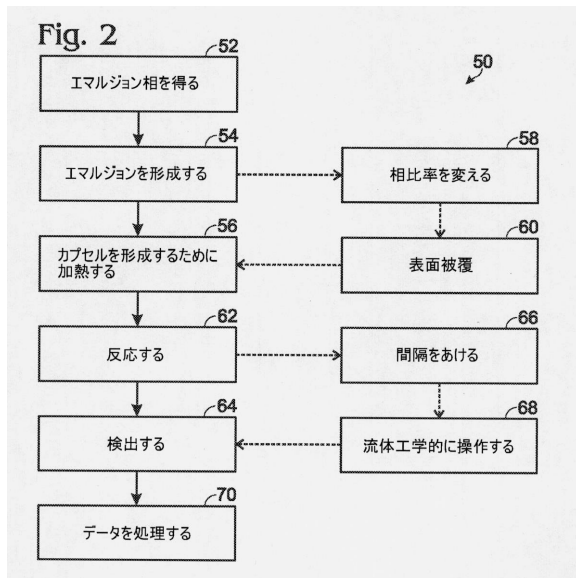 Fig. 2
50
52
エマルジョン相を得る
54
エマルジョンを形成する
58
相比率を変える
56
カプセルを形成するために
加熱する
60
表面被覆
62
反応する
66
間隔をあける
64
検出する
68
流体工学的に操作する
70
データを処理する